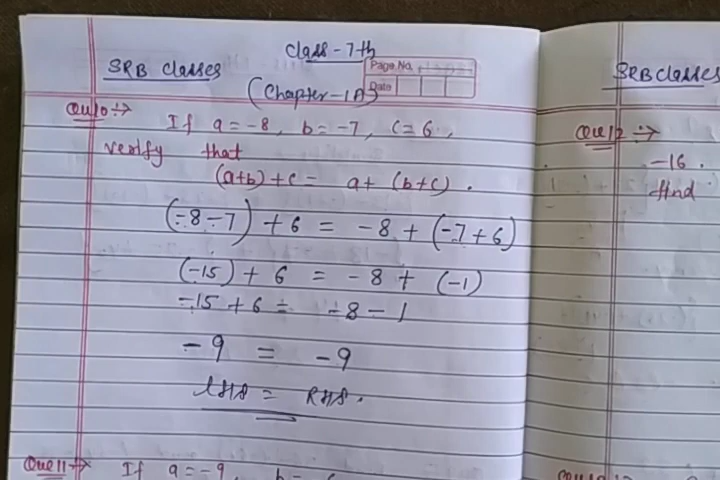 Class-7th
SRB Classes
Page No.
Date
(Chapter-1A)
Que10:→ If a=-8, b=-7, c=6,
verify that
(a+b)+c= a+ (b+c).
(-8-7) +6 = -8+(-7+6)
(-15) + 6 = -8 + (-1)
-15+6 = -8-1
-9 = -9
LHS = RHS.
Que11→ If a=-9,
SRB classes
Que12:→
-16.
find